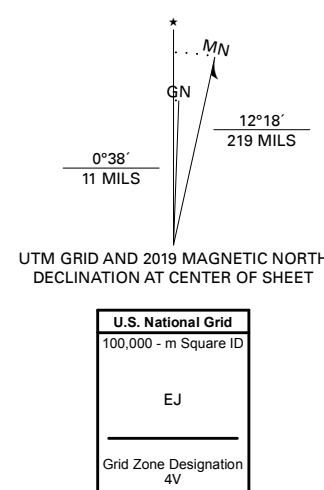 ★
MN
GN
12°18´
219 MILS
0°38´
11 MILS
UTM GRID AND 2019 MAGNETIC NORTH
DECLINATION AT CENTER OF SHEET
U.S. National Grid
100,000 - m Square ID
EJ
Grid Zone Designation
4V